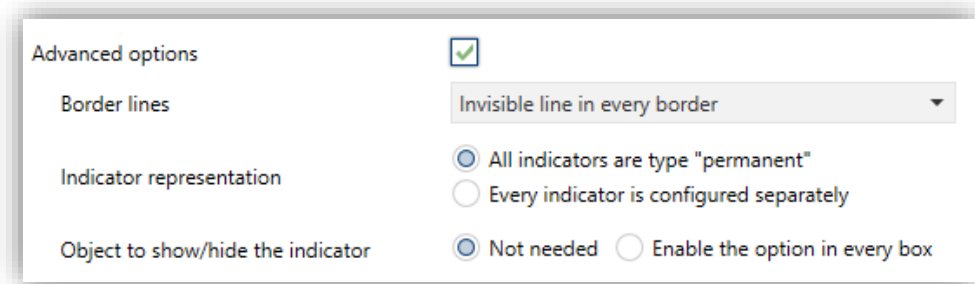 Advanced options
Border lines
Invisible line in every border
Indicator representation
All indicators are type "permanent"
Every indicator is configured separately
Object to show/hide the indicator
Not needed
Enable the option in every box